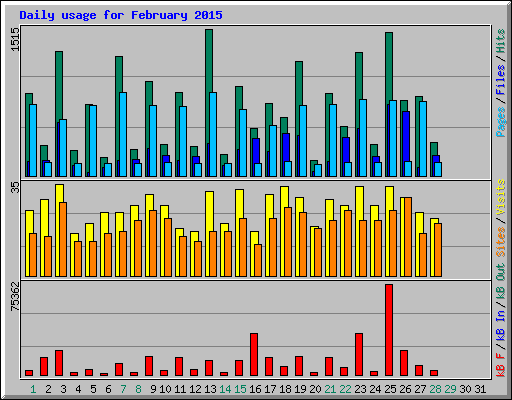 Daily usage for February 2015
1515
Pages / Files / Hits
35
Sites / Visits
75362
kB F / kB In / kB Out
1 2 3 4 5 6 7 8 9 10 11 12 13 14 15 16 17 18 19 20 21 22 23 24 25 26 27 28 29 30 31